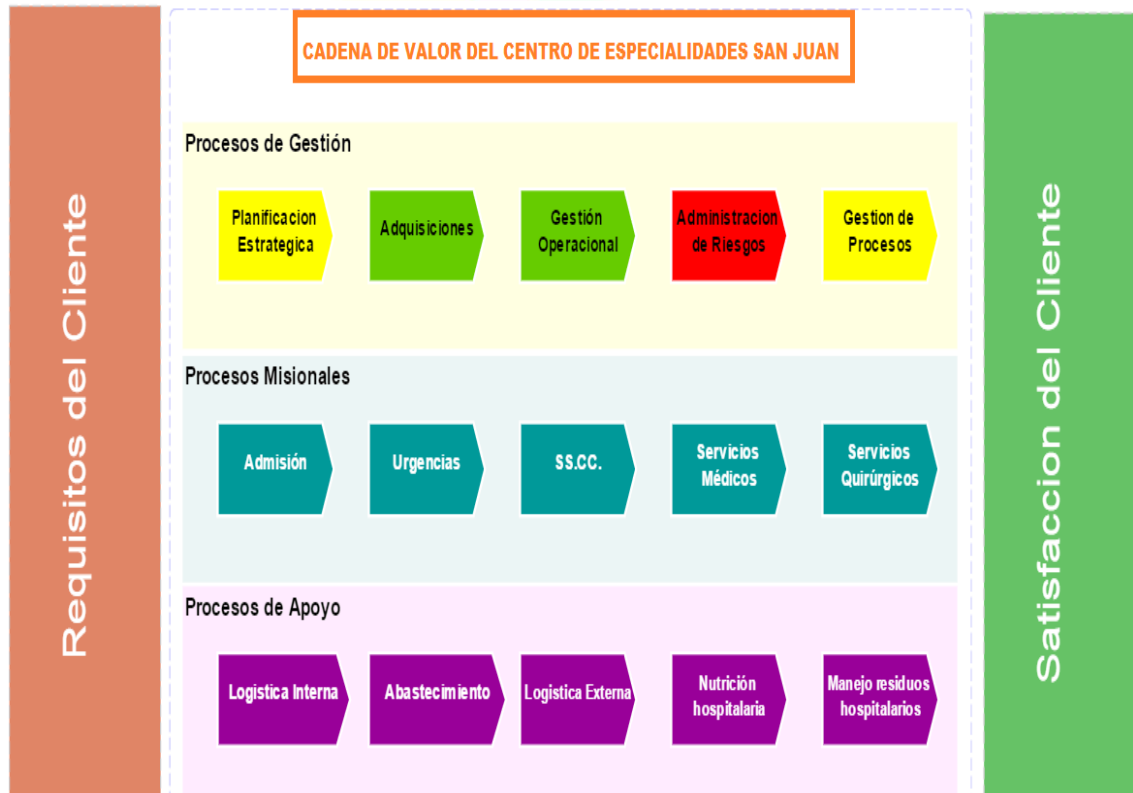 CADENA DE VALOR DEL CENTRO DE ESPECIALIDADES SAN JUAN
Requisitos del Cliente
Procesos de Gestión
Planificacion
Estrategica
Adquisiciones
Gestión
Operacional
Administracion
de Riesgos
Gestion de
Procesos
Procesos Misionales
Admisión
Urgencias
SS.CC.
Servicios
Médicos
Servicios
Quirúrgicos
Procesos de Apoyo
Logistica Interna
Abastecimiento
Logistica Externa
Nutrición
hospitalaria
Manejo residuos
hospitalarios
Satisfaccion del Cliente